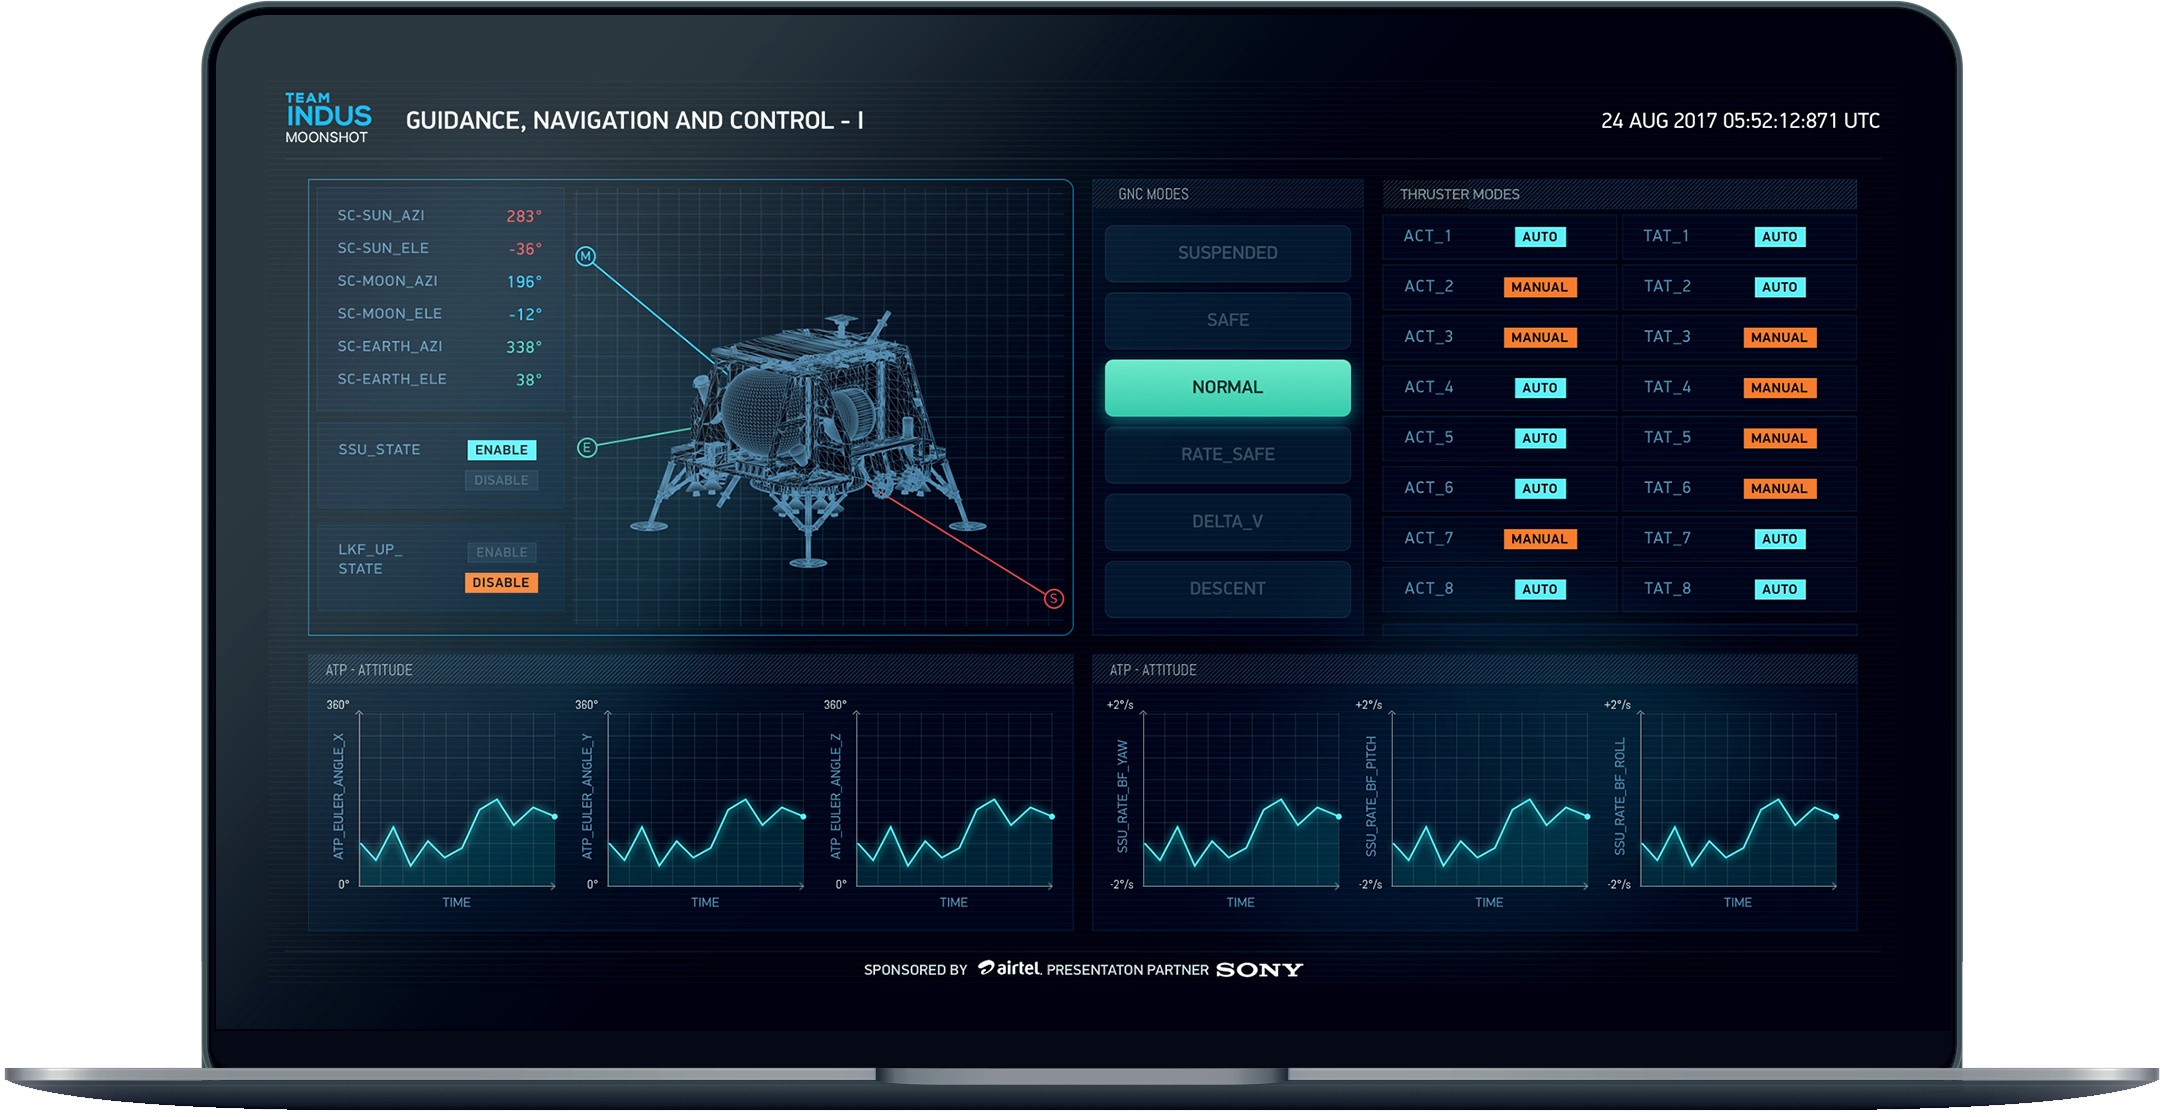 TEAM
INDUS
MOONSHOT
GUIDANCE, NAVIGATION AND CONTROL - I
24 AUG 2017 05:52:12:871 UTC
SC-SUN_AZI 283°
SC-SUN_ELE -36°
SC-MOON_AZI 196°
SC-MOON_ELE -12°
SC-EARTH_AZI 338°
SC-EARTH_ELE 38°
SSU_STATE ENABLE
DISABLE
LKF_UP_
STATE
ENABLE
DISABLE
M
E
S
GNC MODES
SUSPENDED
SAFE
NORMAL
RATE_SAFE
DELTA_V
DESCENT
THRUSTER MODES
ACT_1 AUTO TAT_1 AUTO
ACT_2 MANUAL TAT_2 AUTO
ACT_3 MANUAL TAT_3 MANUAL
ACT_4 AUTO TAT_4 MANUAL
ACT_5 AUTO TAT_5 MANUAL
ACT_6 AUTO TAT_6 MANUAL
ACT_7 MANUAL TAT_7 AUTO
ACT_8 AUTO TAT_8 AUTO
ATP - ATTITUDE
360°
ATP_EULER_ANGLE_X
0°
TIME
360°
ATP_EULER_ANGLE_Y
0°
TIME
360°
ATP_EULER_ANGLE_Z
0°
TIME
ATP - ATTITUDE
+2°/s
SSU_RATE_BF_YAW
-2°/s
TIME
+2°/s
SSU_RATE_BF_PITCH
-2°/s
TIME
+2°/s
SSU_RATE_BF_ROLL
-2°/s
TIME
SPONSORED BY airtel. PRESENTATON PARTNER SONY